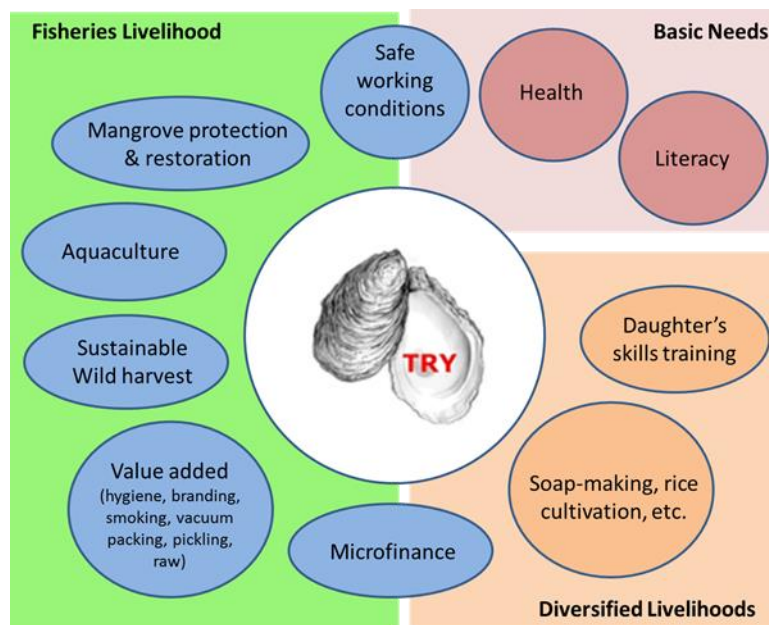 Fisheries Livelihood
Basic Needs
Safe
working
conditions
Health
Literacy
Mangrove protection
& restoration
Aquaculture
Sustainable
Wild harvest
TRY
Daughter’s
skills training
Value added
(hygiene, branding,
smoking, vacuum
packing, pickling,
raw)
Soap-making, rice
cultivation, etc.
Microfinance
Diversified Livelihoods